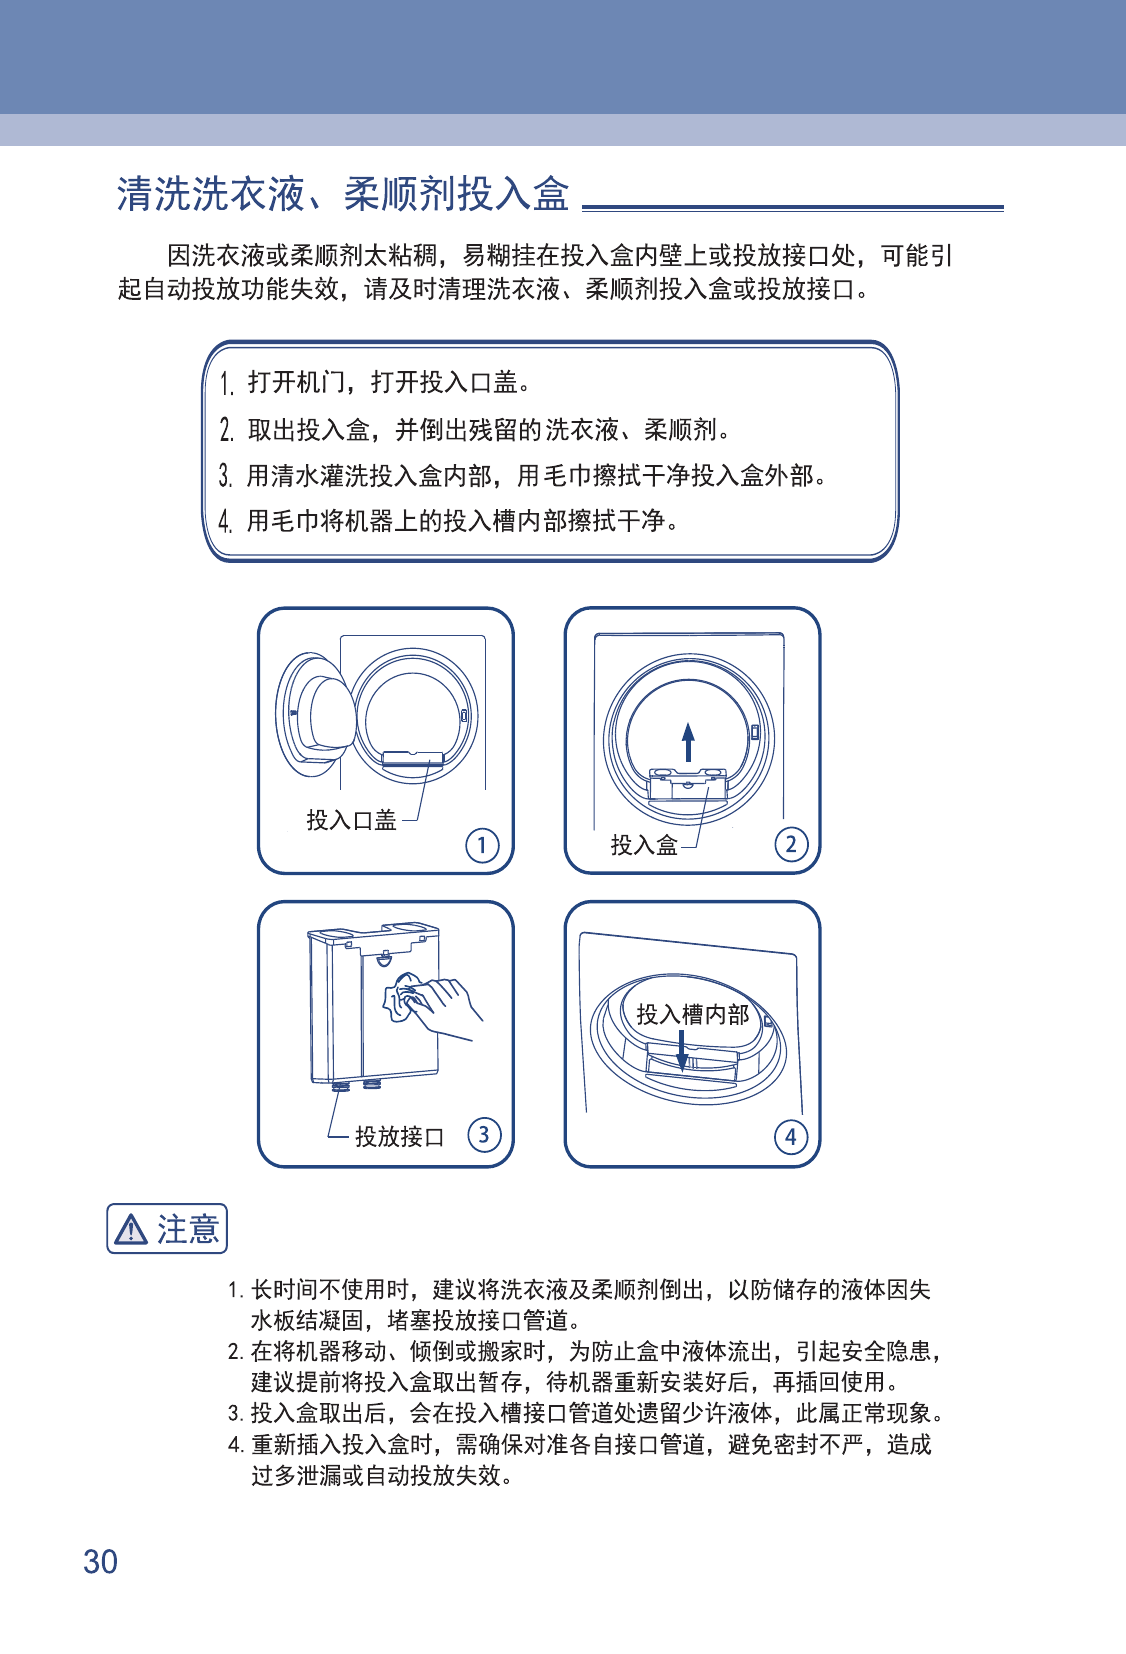 清洗洗衣液、柔顺剂投入盒
因洗衣液或柔顺剂太粘稠，易糊挂在投入盒内壁上或投放接口处，可能引
起自动投放功能失效，请及时清理洗衣液、柔顺剂投入盒或投放接口。
1. 打开机门，打开投入口盖。
2. 取出投入盒，并倒出残留的洗衣液、柔顺剂。
3. 用清水灌洗投入盒内部，用毛巾擦拭干净投入盒外部。
4. 用毛巾将机器上的投入槽内部擦拭干净。
投入口盖
1
投入盒
2
投放接口
3
投入槽内部
4
注意
1. 长时间不使用时，建议将洗衣液及柔顺剂倒出，以防储存的液体因失
水板结凝固，堵塞投放接口管道。
2. 在将机器移动、倾倒或搬家时，为防止盒中液体流出，引起安全隐患，
建议提前将投入盒取出暂存，待机器重新安装好后，再插回使用。
3. 投入盒取出后，会在投入槽接口管道处遗留少许液体，此属正常现象。
4. 重新插入投入盒时，需确保对准各自接口管道，避免密封不严，造成
过多泄漏或自动投放失效。
30